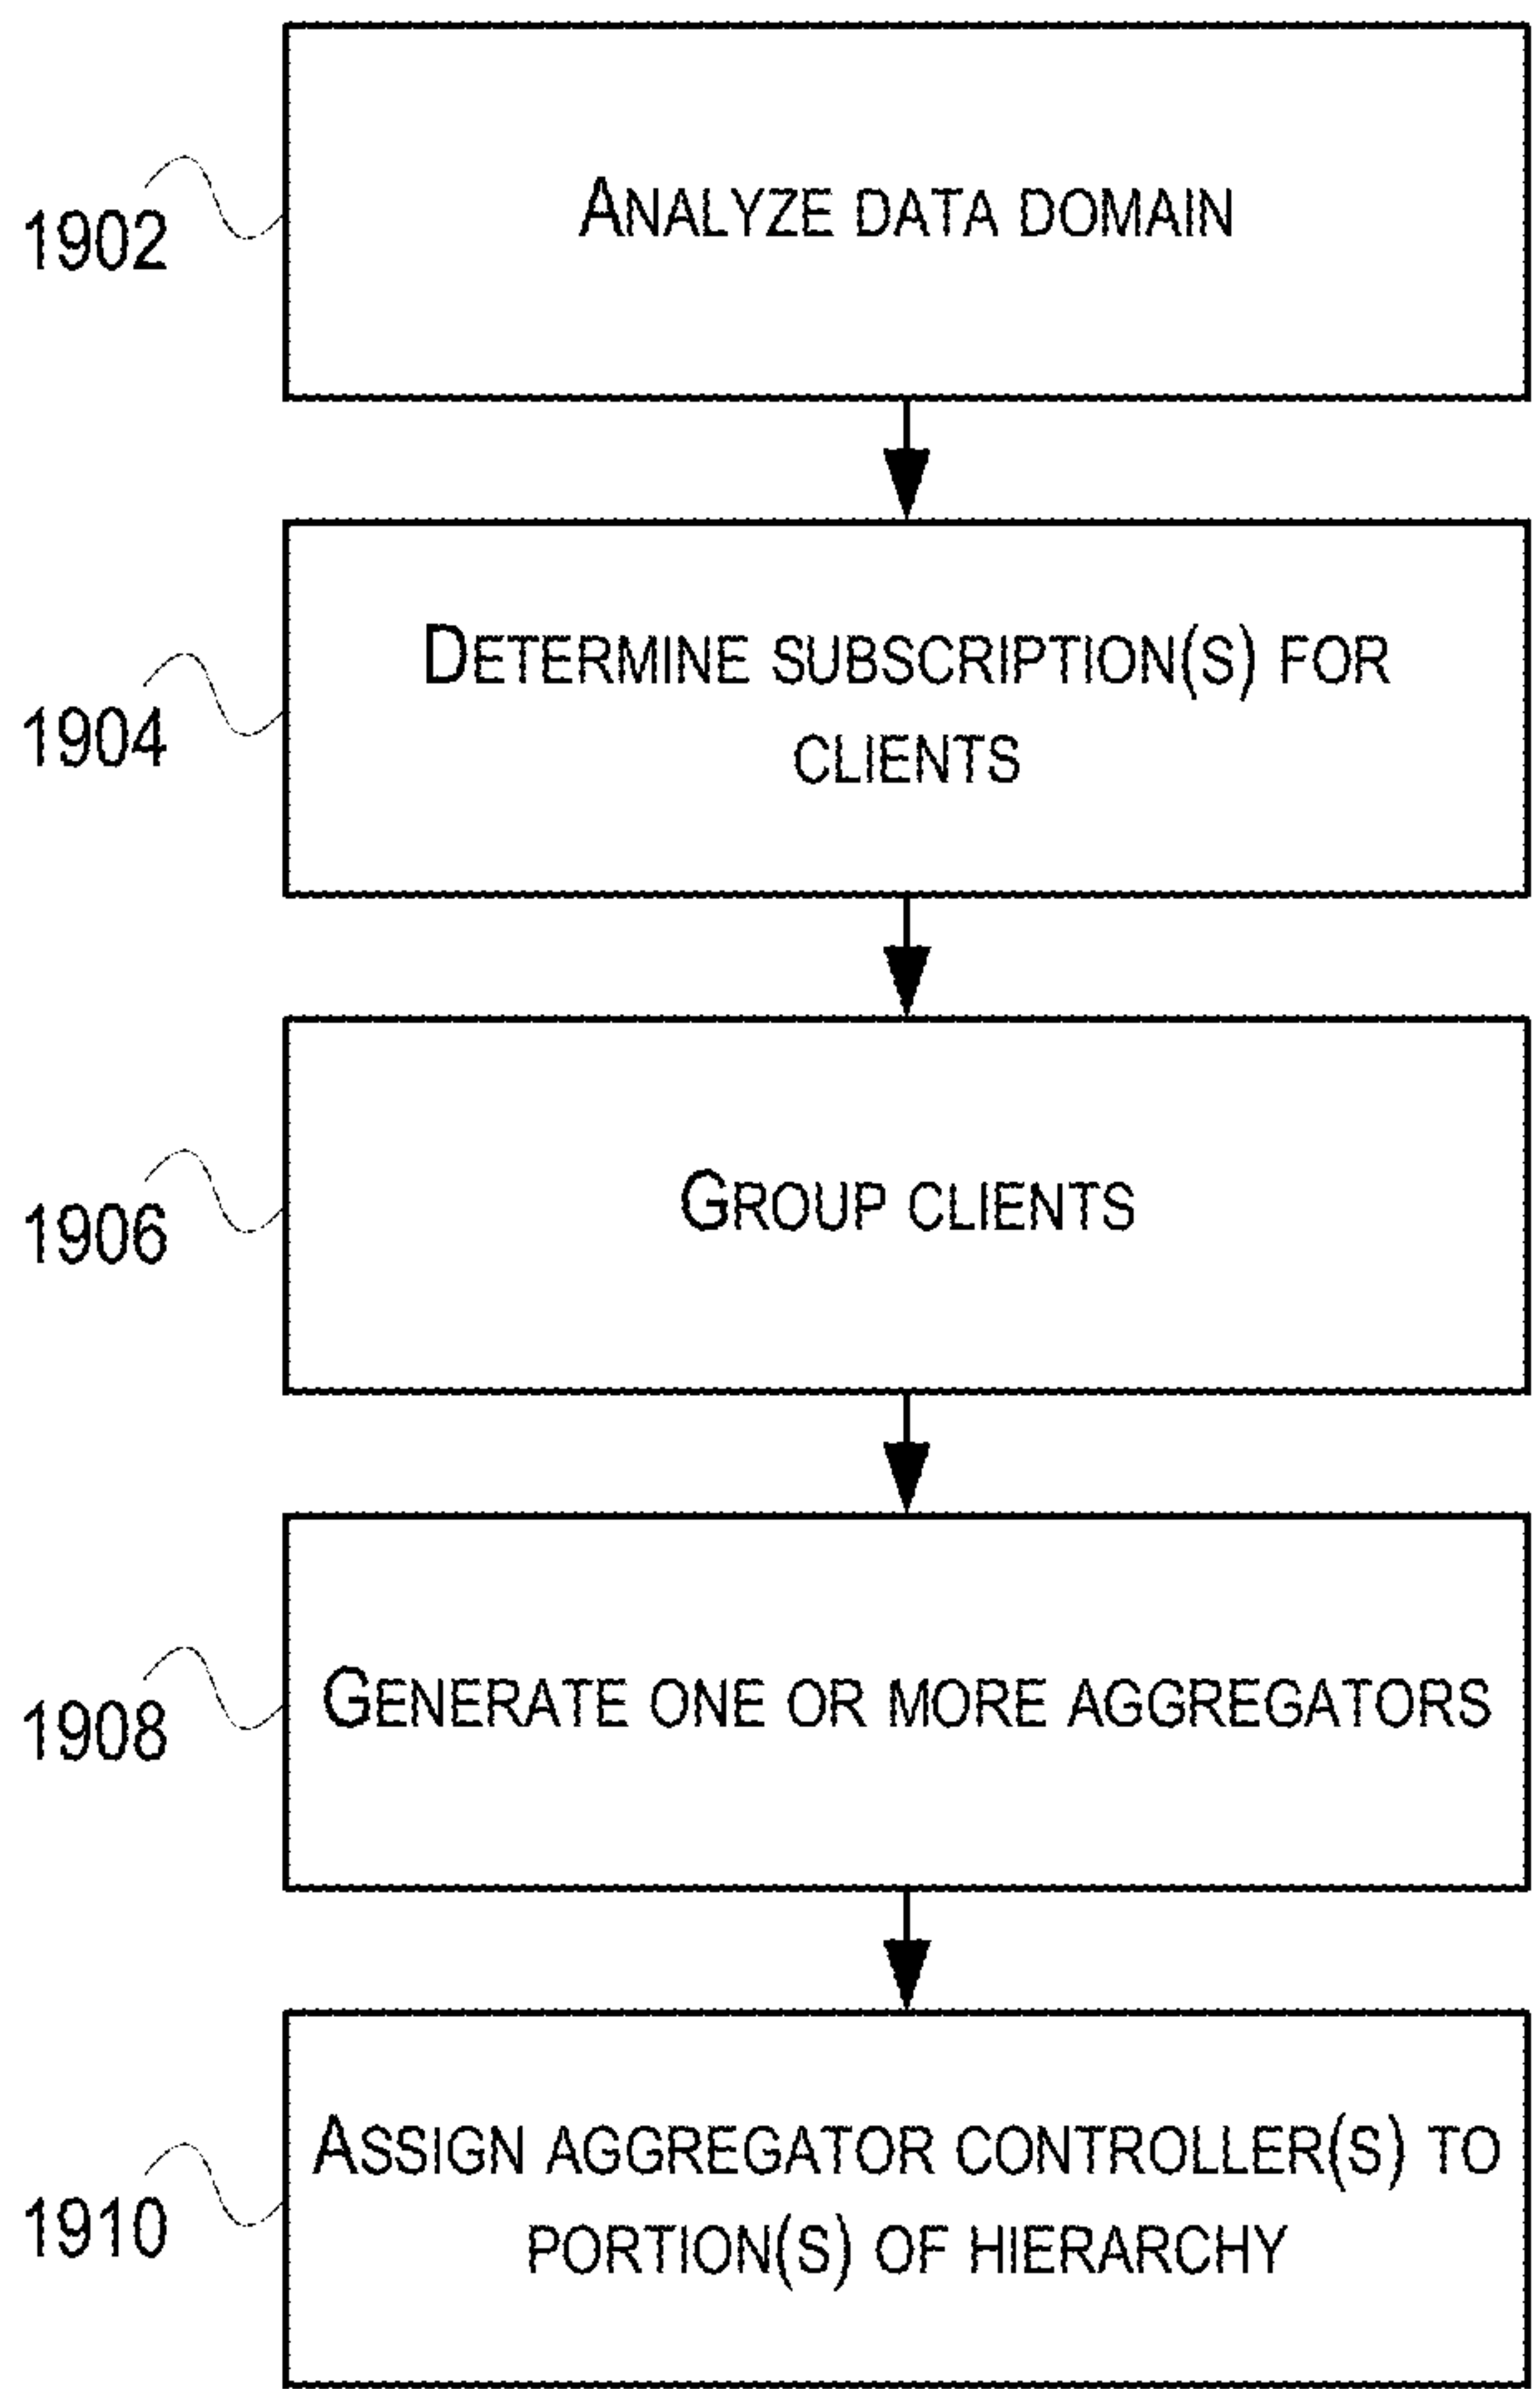 ANALYZE DATA DOMAIN
1902
DETERMINE SUBSCRIPTION(S) FOR
CLIENTS
1904
GROUP CLIENTS
1906
GENERATE ONE OR MORE AGGREGATORS
1908
ASSIGN AGGREGATOR CONTROLLER(S) TO
PORTION(S) OF HIERARCHY
1910